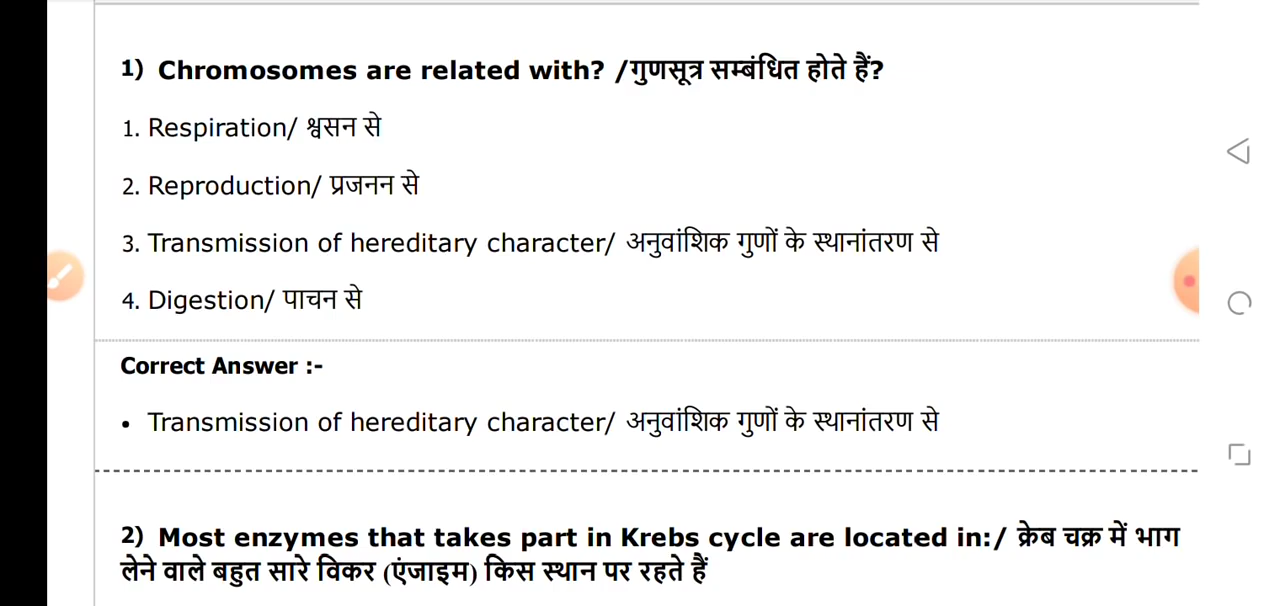 1) Chromosomes are related with? /गुणसूत्र सम्बंधित होते हैं?
1. Respiration/ श्वसन से
2. Reproduction/ प्रजनन से
3. Transmission of hereditary character/ अनुवांशिक गुणों के स्थानांतरण से
4. Digestion/ पाचन से
Correct Answer :-
• Transmission of hereditary character/ अनुवांशिक गुणों के स्थानांतरण से
2) Most enzymes that takes part in Krebs cycle are located in:/ क्रेब चक्र में भाग
लेने वाले बहुत सारे विकर (एंजाइम) किस स्थान पर रहते हैं